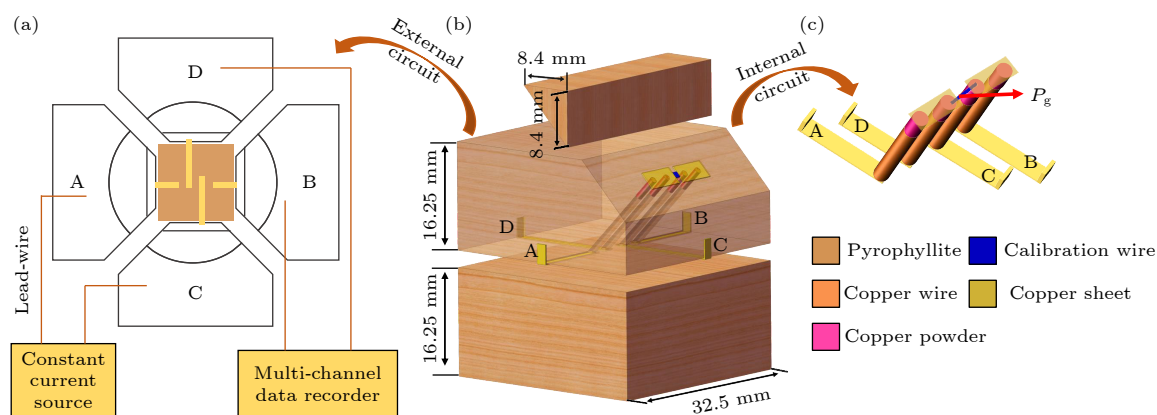 (a)
D
A
B
C
Lead-wire
Constant
current
source
Multi-channel
data recorder
External
circuit
(b)
8.4 mm
8.4 mm
16.25 mm
16.25 mm
32.5 mm
D
A
B
C
Internal
circuit
(c)
A
D
B
C
Pg
Pyrophyllite
Calibration wire
Copper wire
Copper sheet
Copper powder